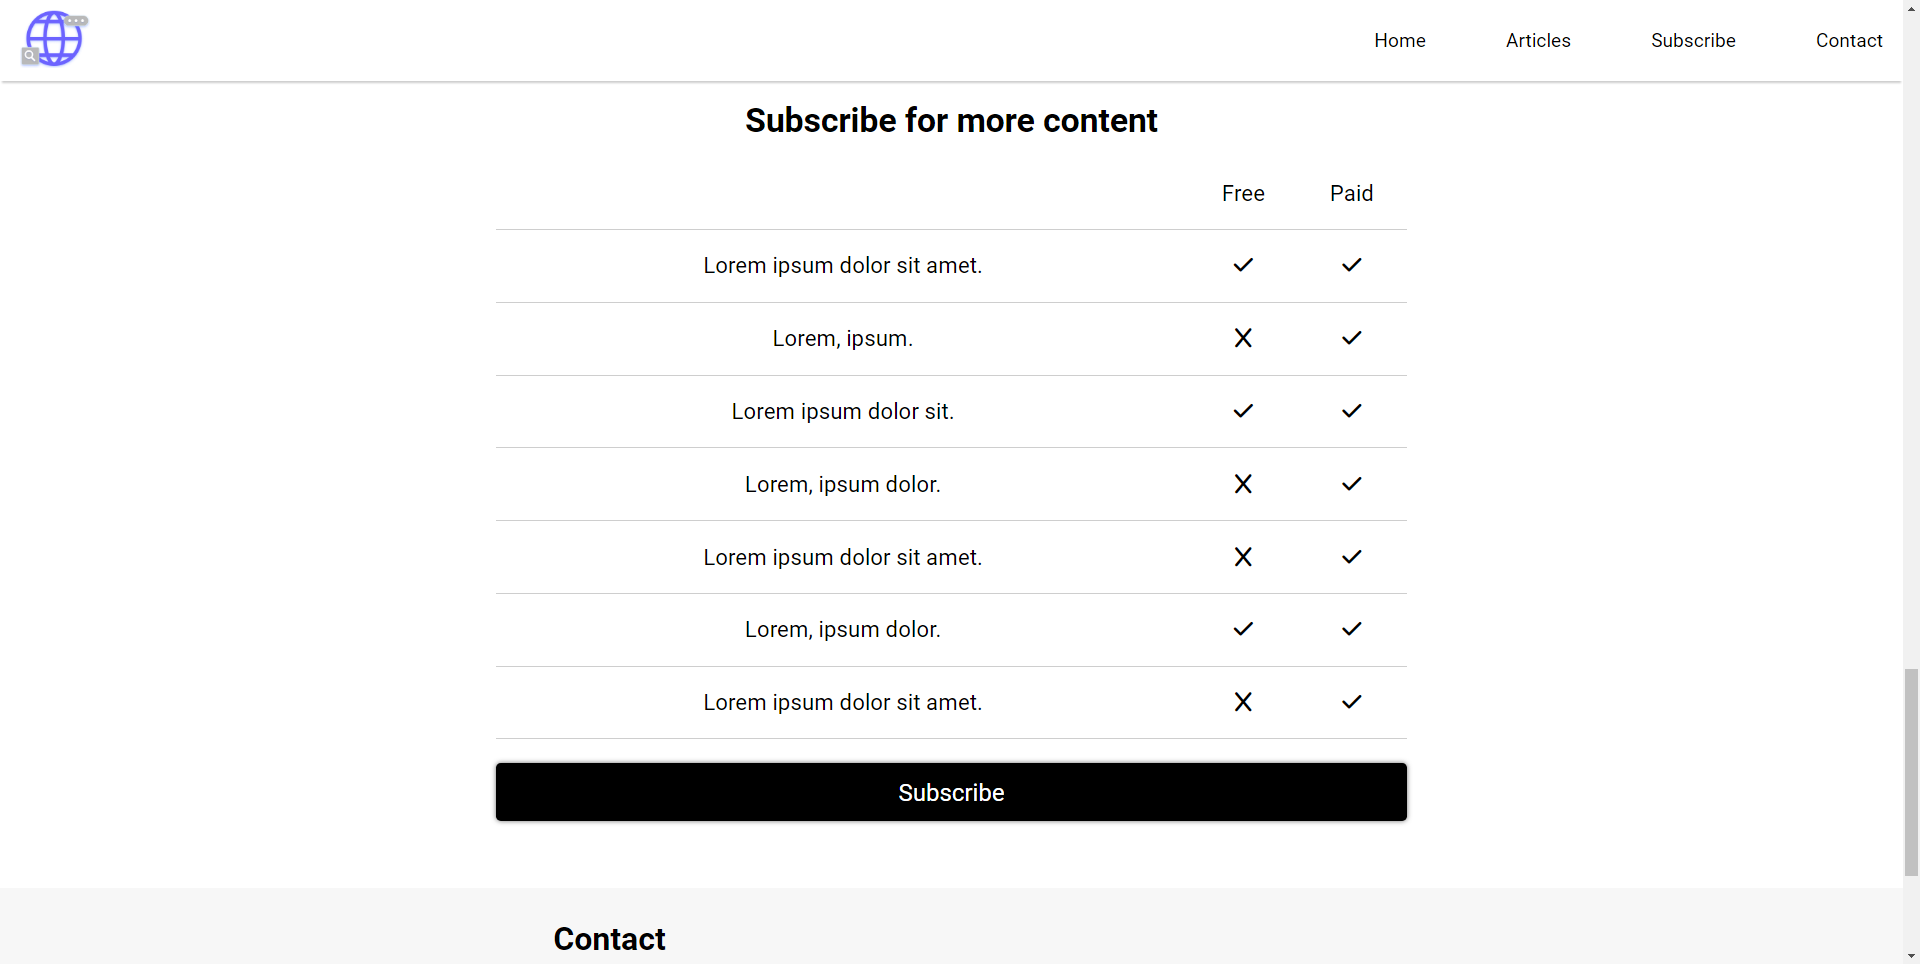 Home Articles Subscribe Contact
Subscribe for more content
Free Paid
Lorem ipsum dolor sit amet.
Lorem, ipsum.
Lorem ipsum dolor sit.
Lorem, ipsum dolor.
Lorem ipsum dolor sit amet.
Lorem, ipsum dolor.
Lorem ipsum dolor sit amet.
Subscribe
Contact